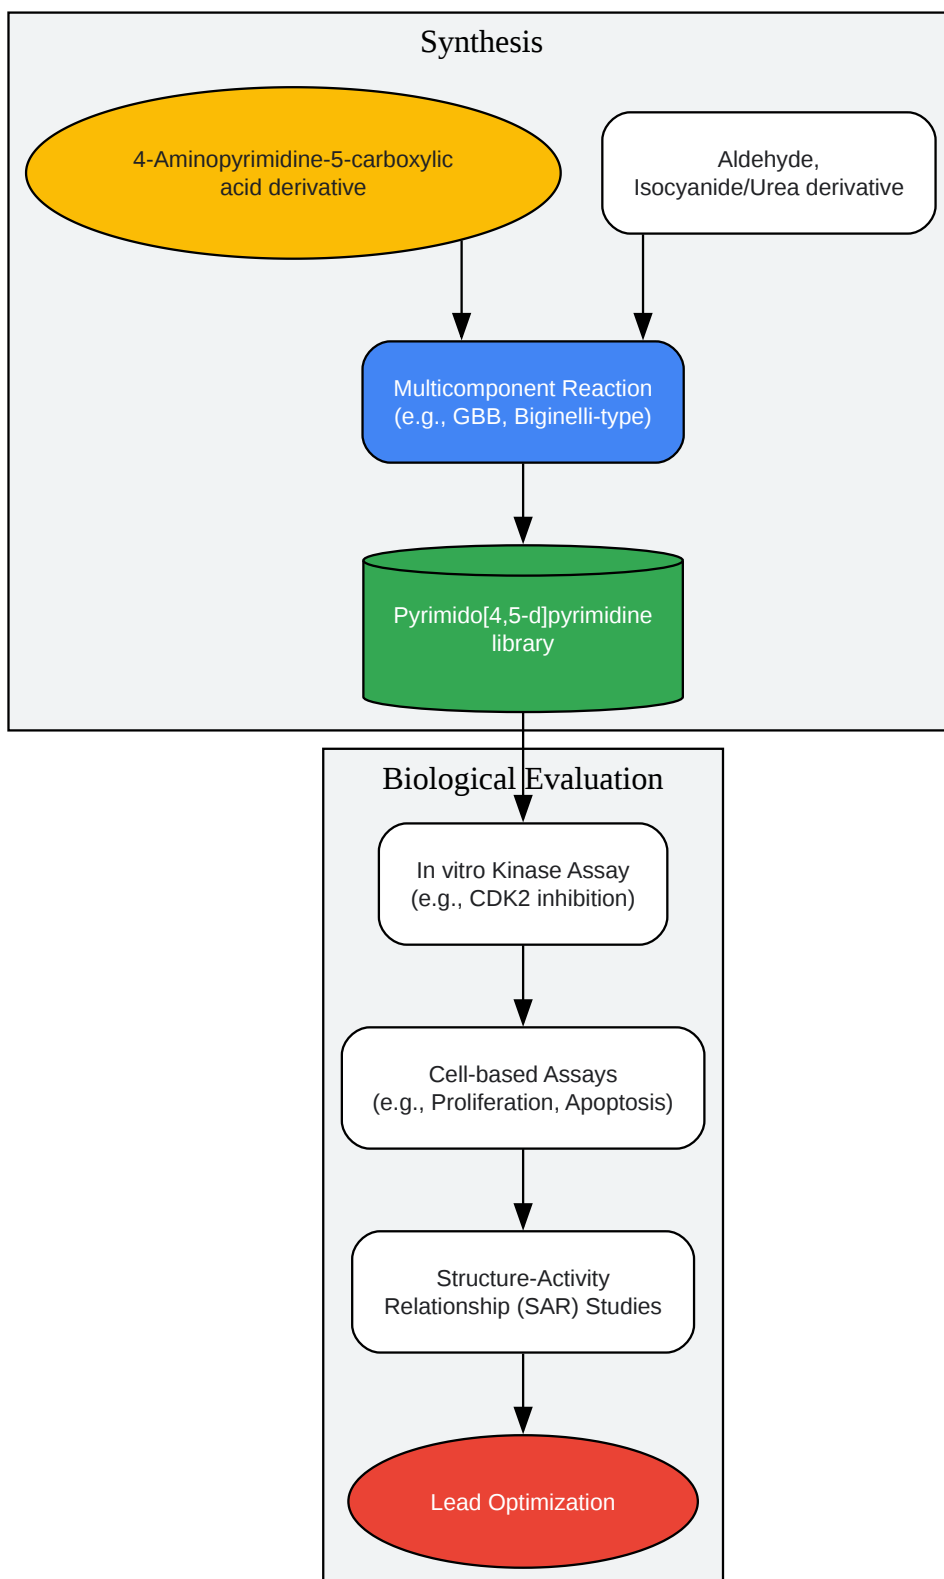 Synthesis
4-Aminopyrimidine-5-carboxylic
acid derivative
Aldehyde,
Isocyanide/Urea derivative
Multicomponent Reaction
(e.g., GBB, Biginelli-type)
Pyrimido[4,5-d]pyrimidine
library
Biological Evaluation
In vitro Kinase Assay
(e.g., CDK2 inhibition)
Cell-based Assays
(e.g., Proliferation, Apoptosis)
Structure-Activity
Relationship (SAR) Studies
Lead Optimization